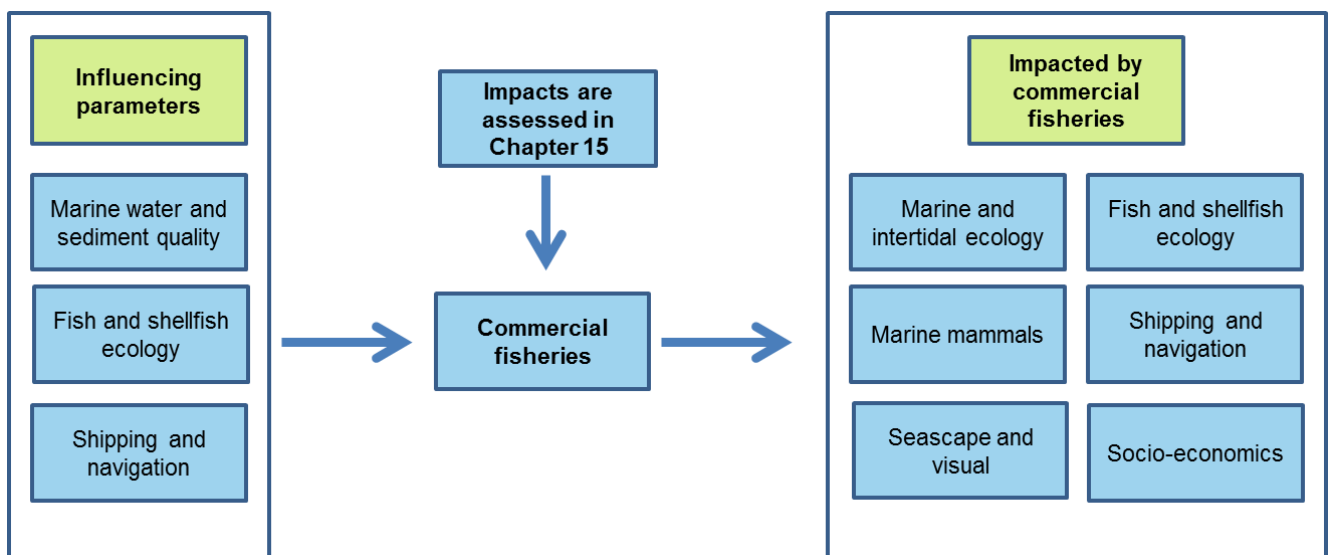 Influencing
parameters
Marine water and
sediment quality
Fish and shellfish
ecology
Shipping and
navigation
Impacts are
assessed in
Chapter 15
Commercial
fisheries
Impacted by
commercial
fisheries
Marine and
intertidal ecology
Fish and shellfish
ecology
Marine mammals
Shipping and
navigation
Seascape and
visual
Socio-economics